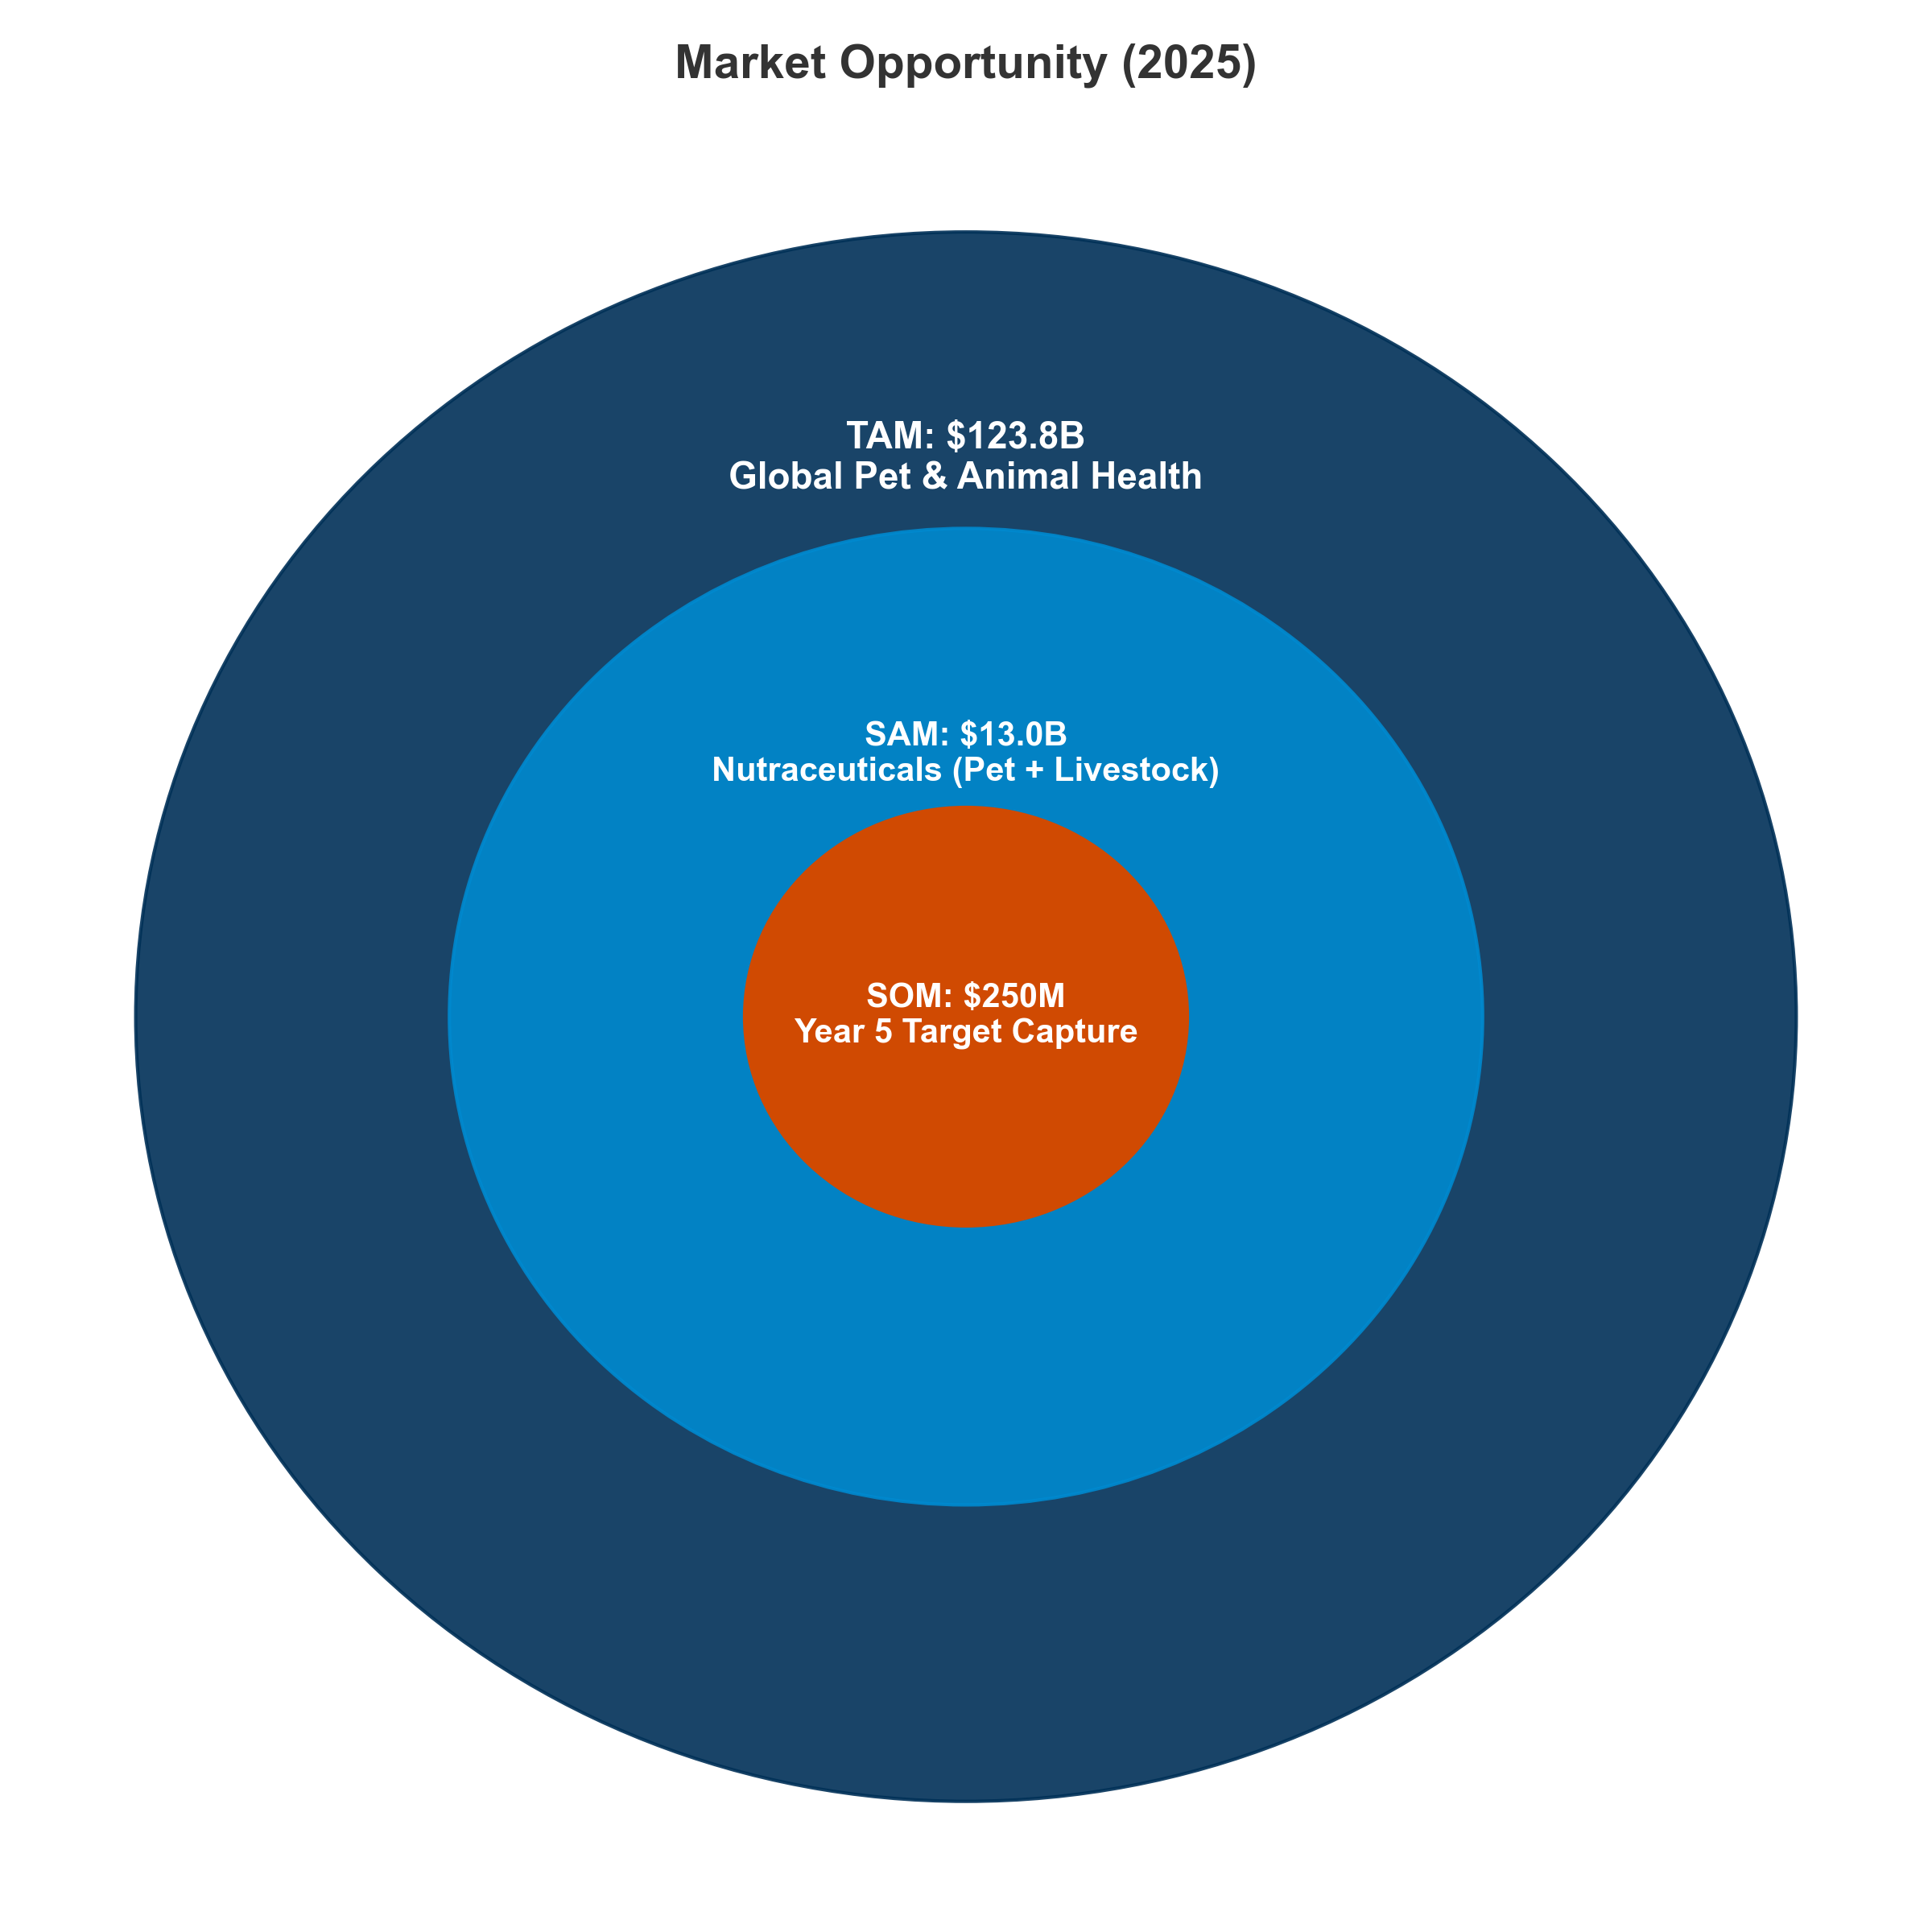 Market Opportunity (2025)
TAM: $123.8B
Global Pet & Animal Health
SAM: $13.0B
Nutraceuticals (Pet + Livestock)
SOM: $250M
Year 5 Target Capture